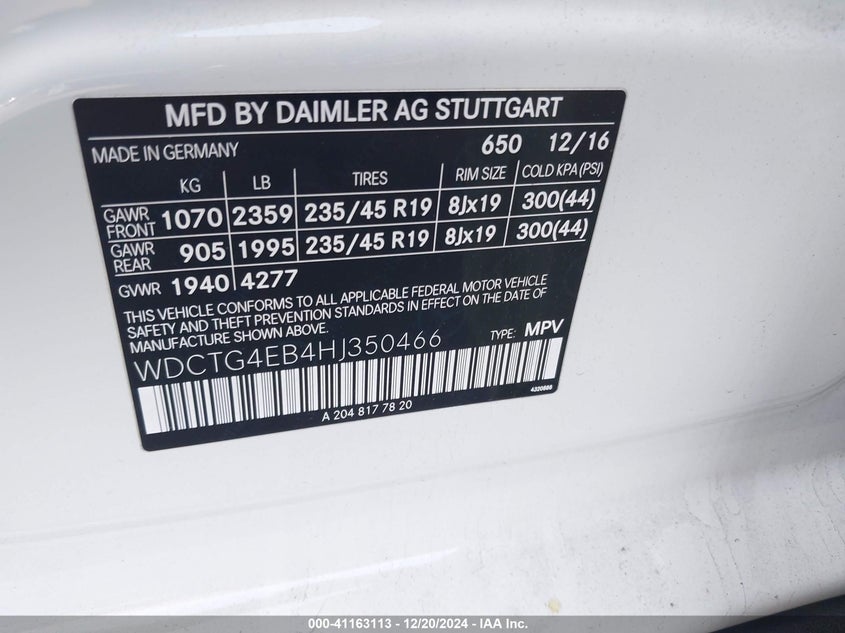 MFD BY DAIMLER AG STUTTGART
MADE IN GERMANY 650 12/16
KG LB TIRES RIM SIZE COLD KPA (PSI)
GAWR FRONT 1070 2359 235/45 R19 8Jx19 300(44)
GAWR REAR 905 1995 235/45 R19 8Jx19 300(44)
GVWR 1940 4277
THIS VEHICLE CONFORMS TO ALL APPLICABLE FEDERAL MOTOR VEHICLE
SAFETY AND THEFT PREVENTION STANDARDS IN EFFECT ON THE DATE OF
MANUFACTURE SHOWN ABOVE.
WDCTG4EB4HJ350466 TYPE: MPV
A 204 817 78 20
000-41163113 - 12/20/2024 - IAA Inc.